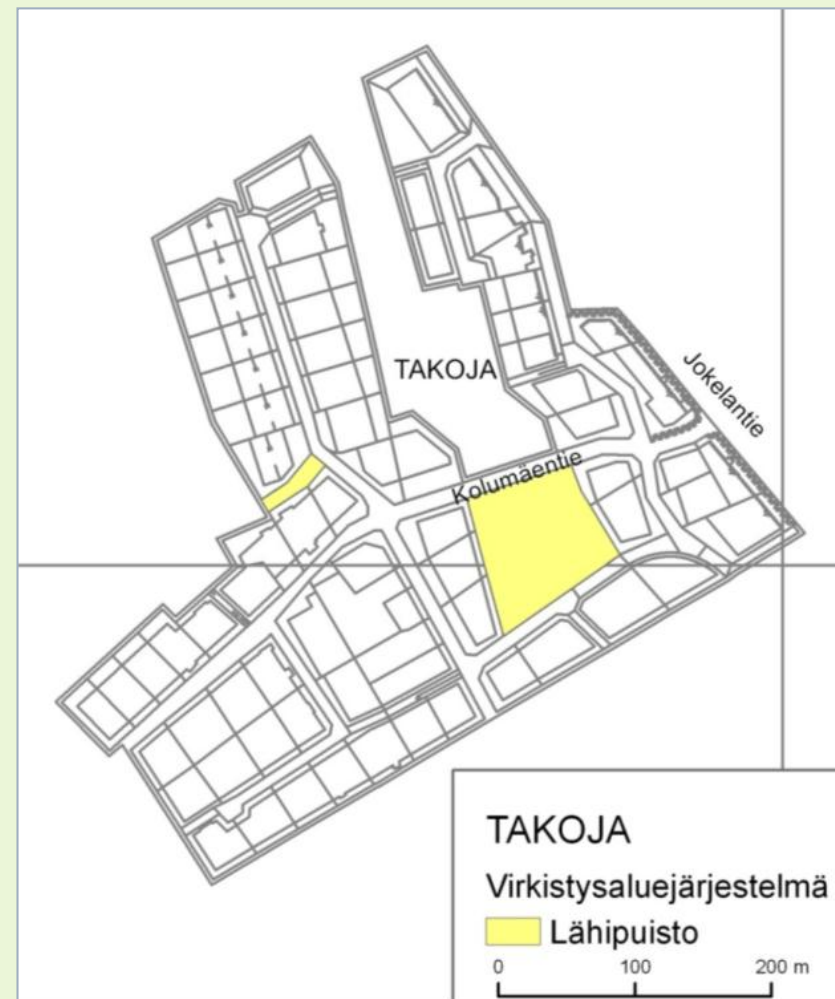 TAKOJA
Jokelantie
Kolumäentie
TAKOJA
Virkistysaluejärjestelmä
Lähipuisto
0 100 200 m